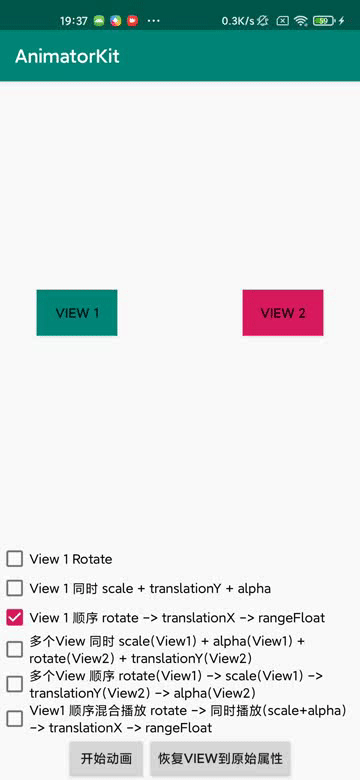 19:37 ••• 0.3K/s 59
AnimatorKit
VIEW 1
VIEW 2
View 1 Rotate
View 1 同时 scale + translationY + alpha
View 1 顺序 rotate -> translationX -> rangeFloat
多个View 同时 scale(View1) + alpha(View1) +
rotate(View2) + translationY(View2)
多个View 顺序 rotate(View1) -> scale(View1) ->
translationY(View2) -> alpha(View2)
View1 顺序混合播放 rotate -> 同时播放(scale+alpha)
-> translationX -> rangeFloat
开始动画
恢复VIEW到原始属性